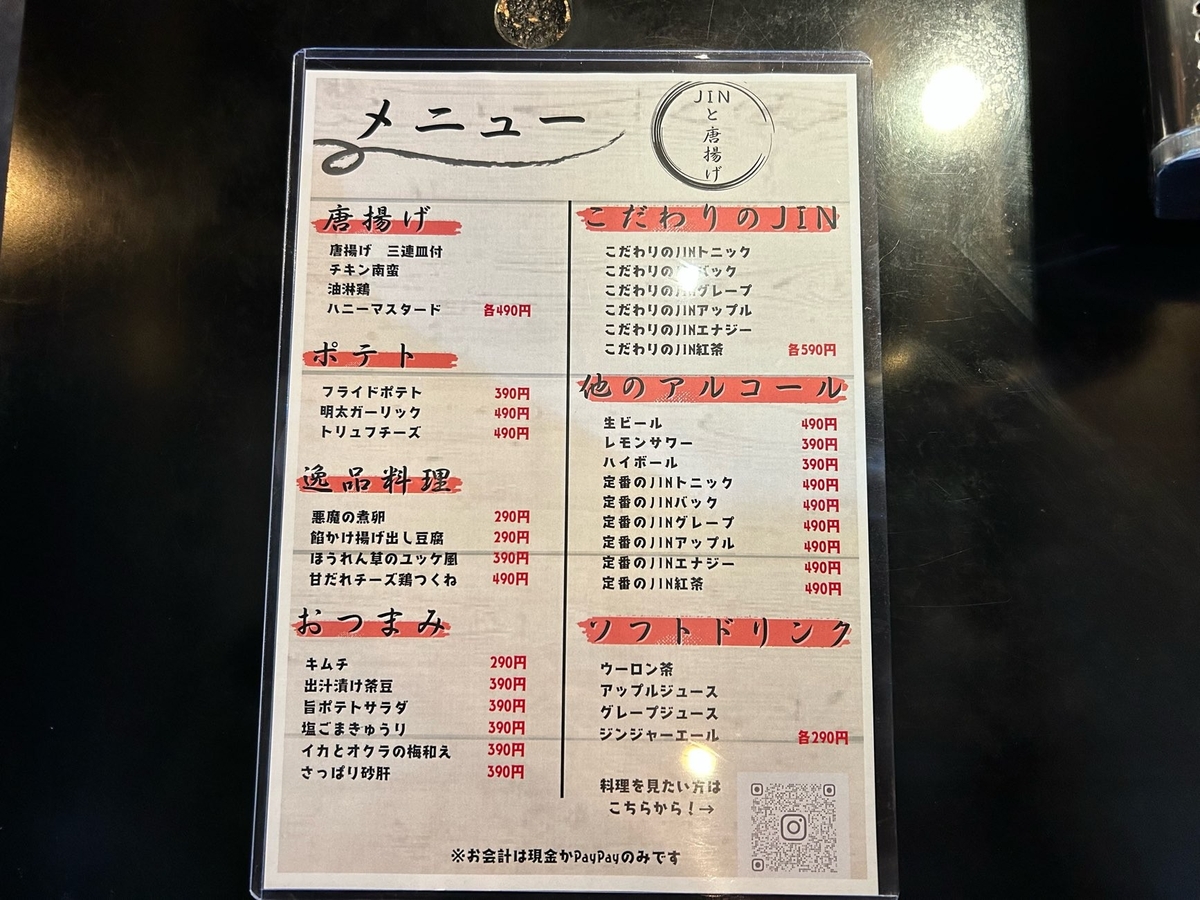 メニュー
JIN
と
唐
揚
げ
唐揚げ
唐揚げ 三連皿付
チキン南蛮
油淋鶏
ハニーマスタード 各490円
ポテト
フライドポテト 390円
明太ガーリック 490円
トリュフチーズ 490円
逸品料理
悪魔の煮卵 290円
餡かけ揚げ出し豆腐 290円
ほうれん草のユッケ風 390円
甘だれチーズ鶏つくね 490円
おつまみ
キムチ 290円
出汁漬け茶豆 390円
旨ポテトサラダ 390円
塩ごまきゅうり 390円
イカとオクラの梅和え 390円
さっぱり砂肝 390円
こだわりのJIN
こだわりのJINトニック
こだわりのJINバック
こだわりのJINグレープ
こだわりのJINアップル
こだわりのJINエナジー
こだわりのJIN紅茶 各590円
他のアルコール
生ビール 490円
レモンサワー 390円
ハイボール 390円
定番のJINトニック 490円
定番のJINバック 490円
定番のJINグレープ 490円
定番のJINアップル 490円
定番のJINエナジー 490円
定番のJIN紅茶 490円
ソフトドリンク
ウーロン茶
アップルジュース
グレープジュース
ジンジャーエール 各290円
料理を見たい方は
こちらから！→
※お会計は現金かPayPayのみです